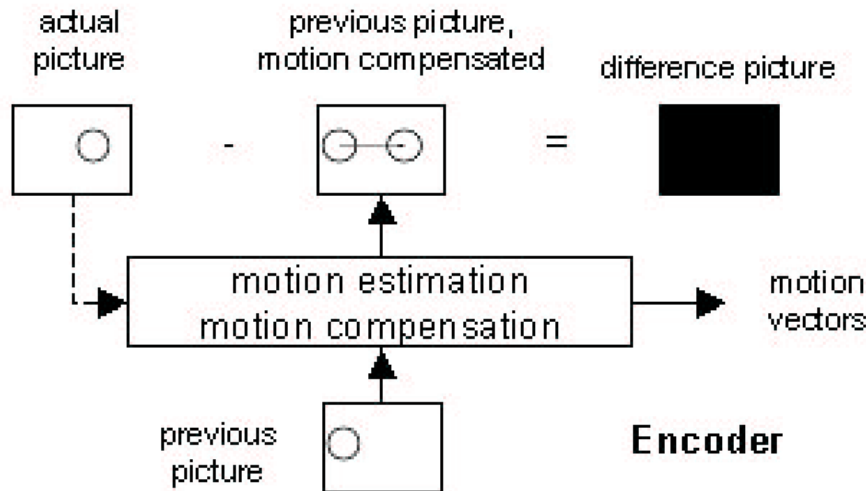 actual
picture
previous picture,
motion compensated
difference picture
-
=
motion estimation
motion compensation
motion
vectors
previous
picture
Encoder